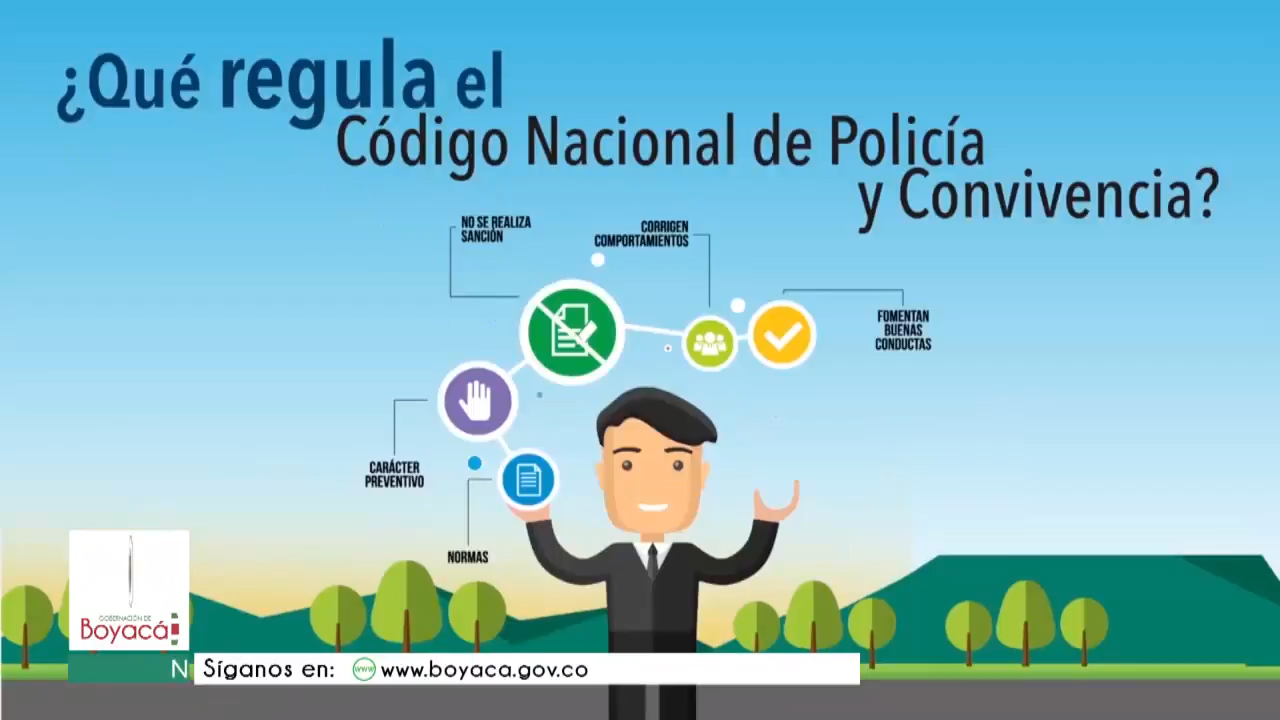 ¿Qué regula el
Código Nacional de Policía
y Convivencia?
NO SE REALIZA
SANCIÓN
CORRIGEN
COMPORTAMIENTOS
FOMENTAN
BUENAS
CONDUCTAS
CARÁCTER
PREVENTIVO
NORMAS
GOBERNACIÓN DE
Boyacá
N
Síganos en: www.boyaca.gov.co